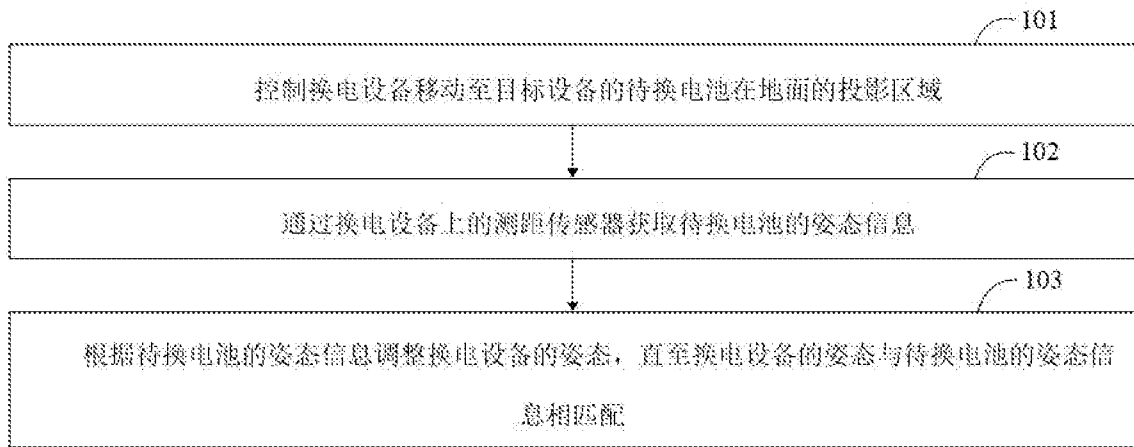 101
控制换电设备移动至目标设备的待换电池在地面的投影区域
102
通过换电设备上的测距传感器获取待换电池的姿态信息
103
根据待换电池的姿态信息调整换电设备的姿态，直至换电设备的姿态与待换电池的姿态信
息相匹配